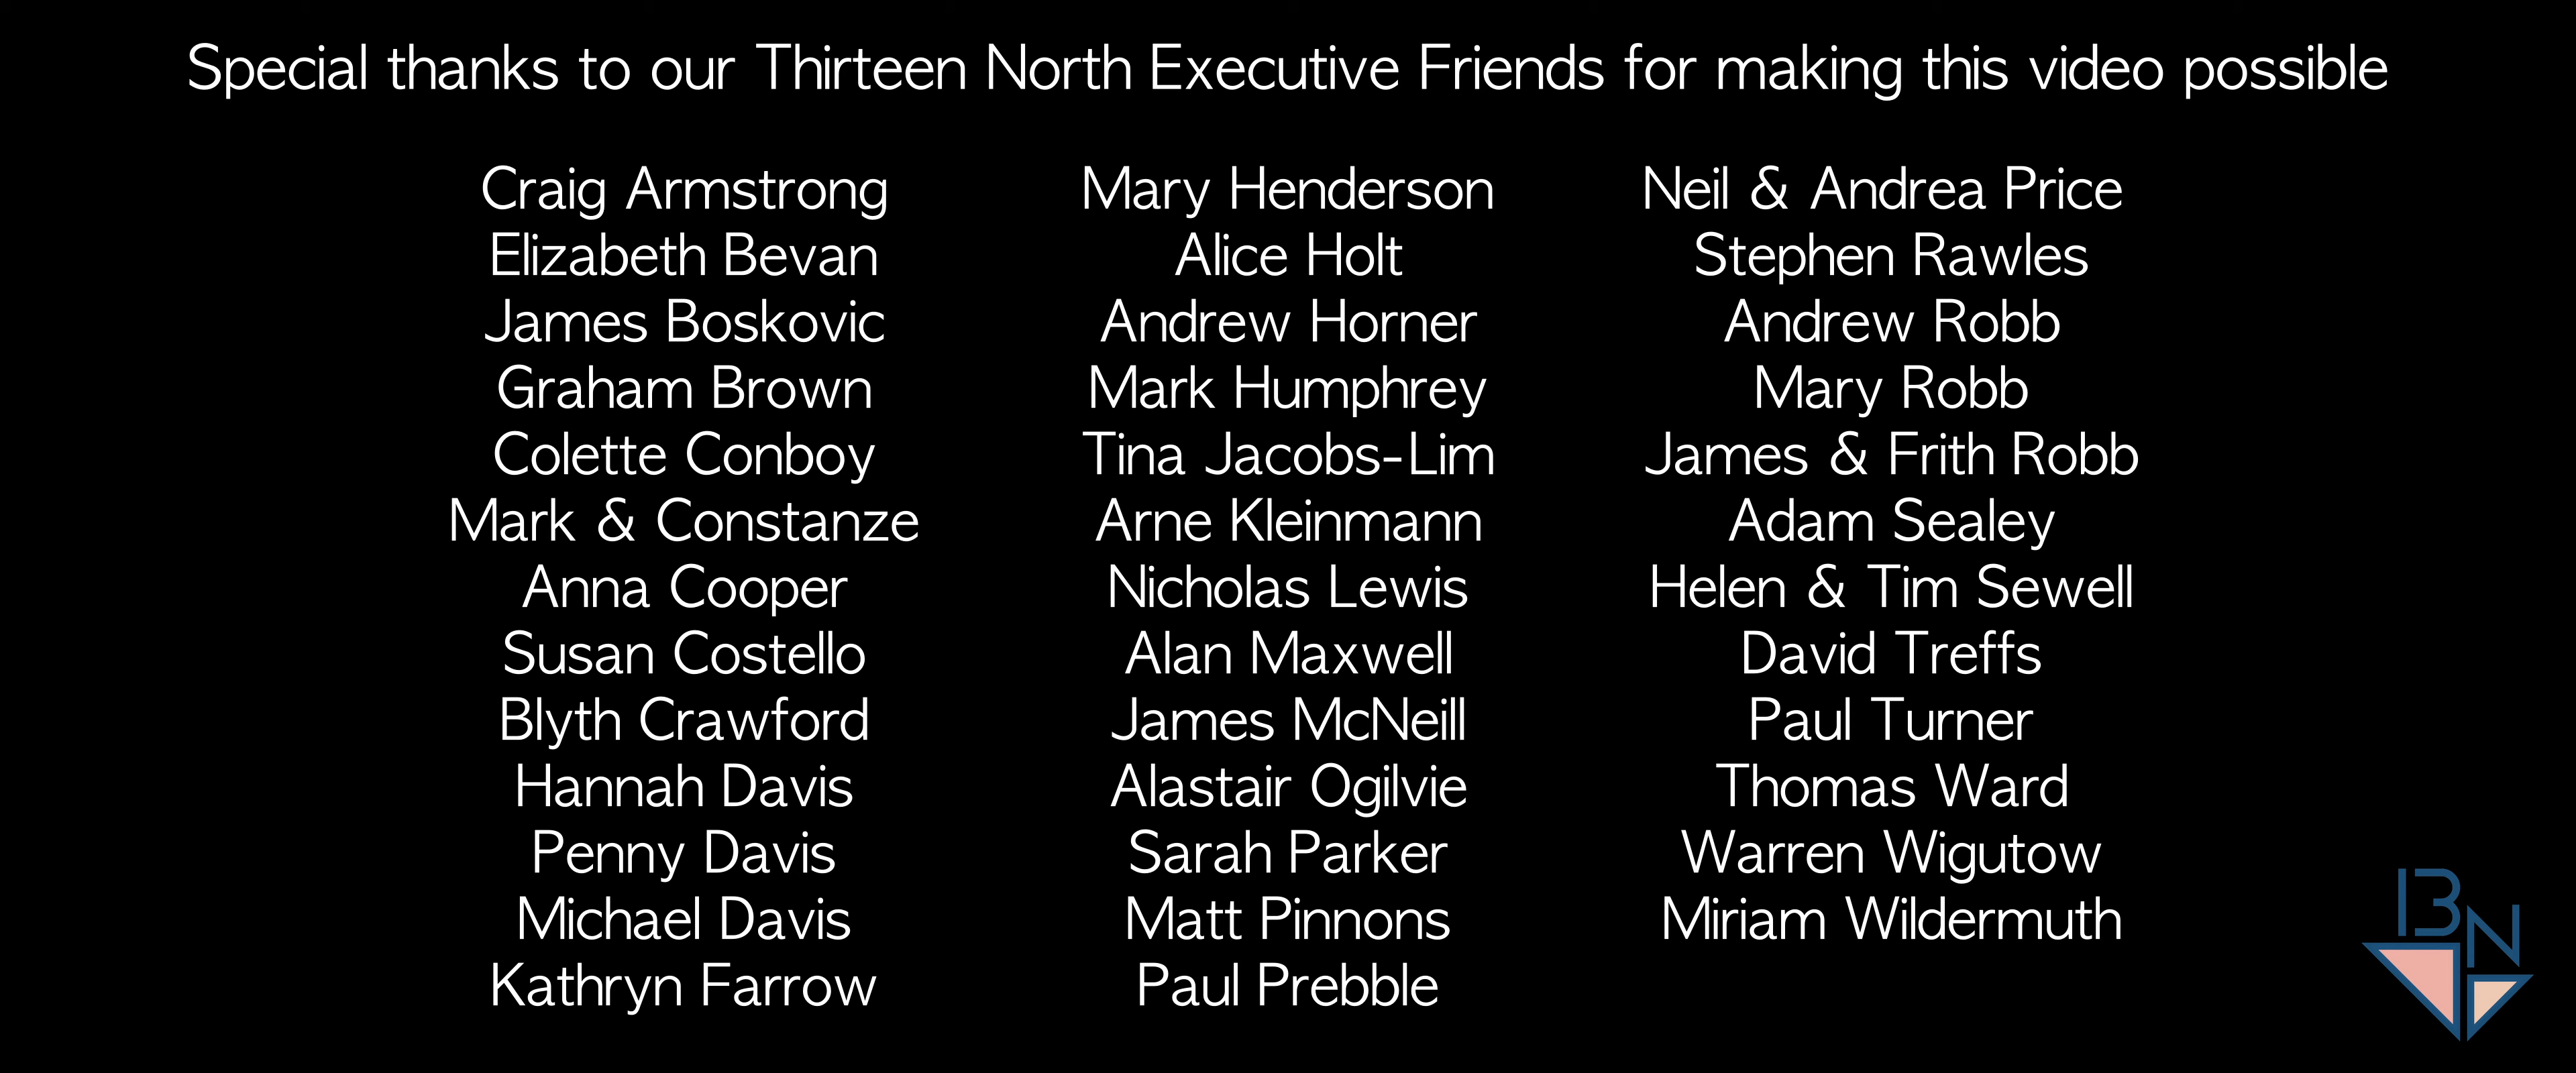 Special thanks to our Thirteen North Executive Friends for making this video possible
Craig Armstrong
Elizabeth Bevan
James Boskovic
Graham Brown
Colette Conboy
Mark & Constanze
Anna Cooper
Susan Costello
Blyth Crawford
Hannah Davis
Penny Davis
Michael Davis
Kathryn Farrow
Mary Henderson
Alice Holt
Andrew Horner
Mark Humphrey
Tina Jacobs-Lim
Arne Kleinmann
Nicholas Lewis
Alan Maxwell
James McNeill
Alastair Ogilvie
Sarah Parker
Matt Pinnons
Paul Prebble
Neil & Andrea Price
Stephen Rawles
Andrew Robb
Mary Robb
James & Frith Robb
Adam Sealey
Helen & Tim Sewell
David Treffs
Paul Turner
Thomas Ward
Warren Wigutow
Miriam Wildermuth
13N